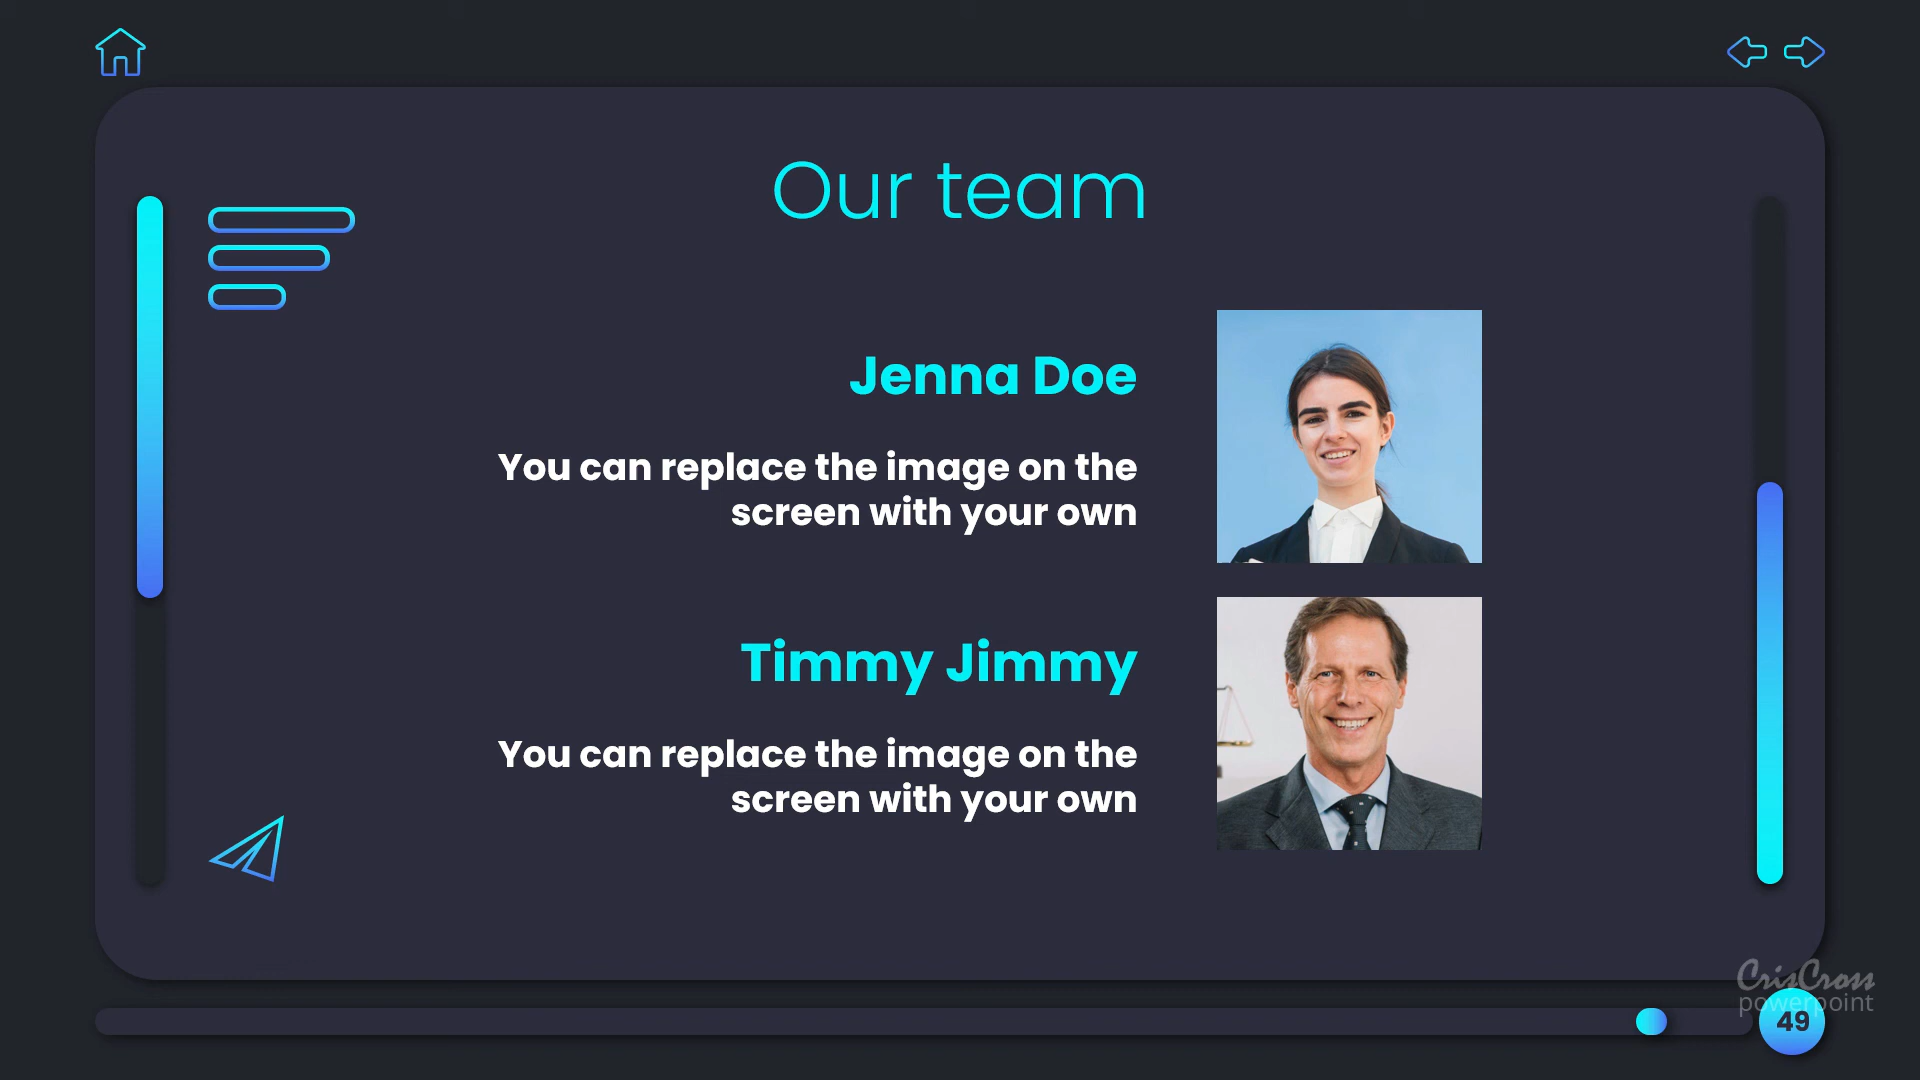 Our team
Jenna Doe
You can replace the image on the
screen with your own
Timmy Jimmy
You can replace the image on the
screen with your own
CrisCross
powerpoint
49